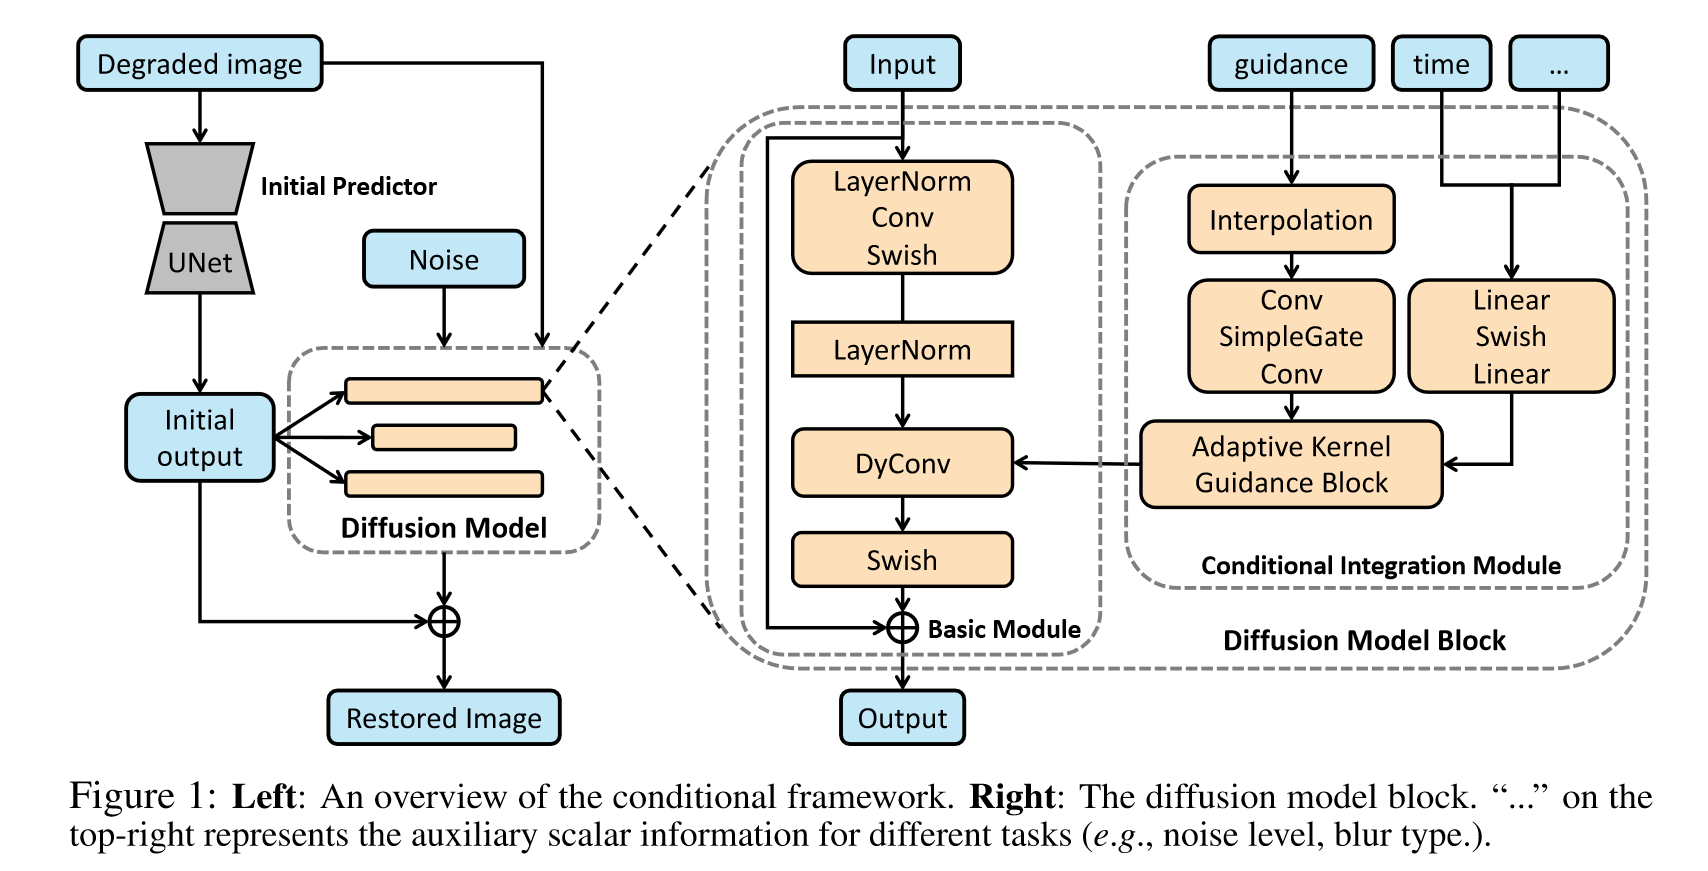 Degraded image
Initial Predictor
UNet
Noise
Initial
output
Diffusion Model
Restored Image
Input
LayerNorm
Conv
Swish
LayerNorm
DyConv
Swish
Basic Module
Output
guidance
time
...
Interpolation
Conv
SimpleGate
Conv
Linear
Swish
Linear
Adaptive Kernel
Guidance Block
Conditional Integration Module
Diffusion Model Block
Figure 1: Left: An overview of the conditional framework. Right: The diffusion model block. “...” on the
top-right represents the auxiliary scalar information for different tasks (e.g., noise level, blur type.).